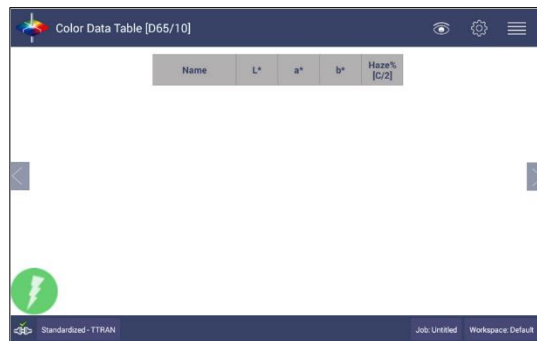 Color Data Table [D65/10]
Name L* a* b* Haze%
[C/2]
Standardized - TTRAN Job: Untitled Workspace: Default